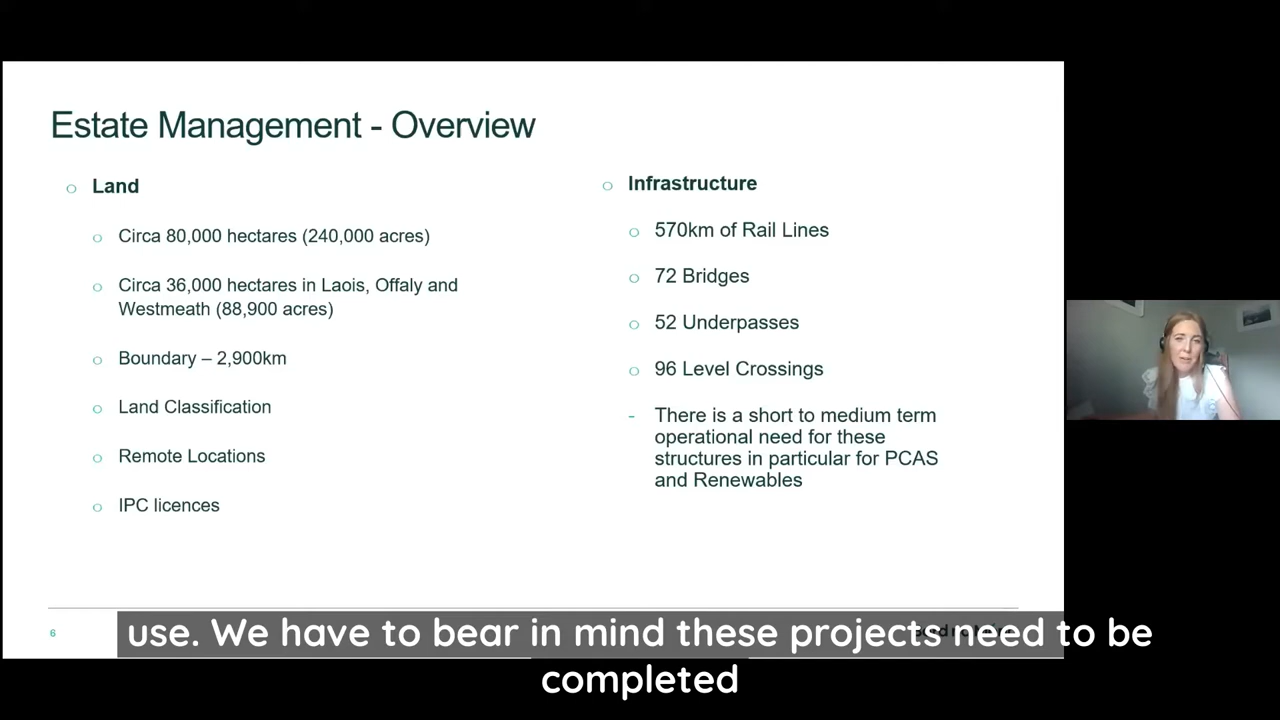 Estate Management - Overview
o Land
o Circa 80,000 hectares (240,000 acres)
o Circa 36,000 hectares in Laois, Offaly and
Westmeath (88,900 acres)
o Boundary – 2,900km
o Land Classification
o Remote Locations
o IPC licences
o Infrastructure
o 570km of Rail Lines
o 72 Bridges
o 52 Underpasses
o 96 Level Crossings
- There is a short to medium term
operational need for these
structures in particular for PCAS
and Renewables
6
use. We have to bear in mind these projects need to be
completed